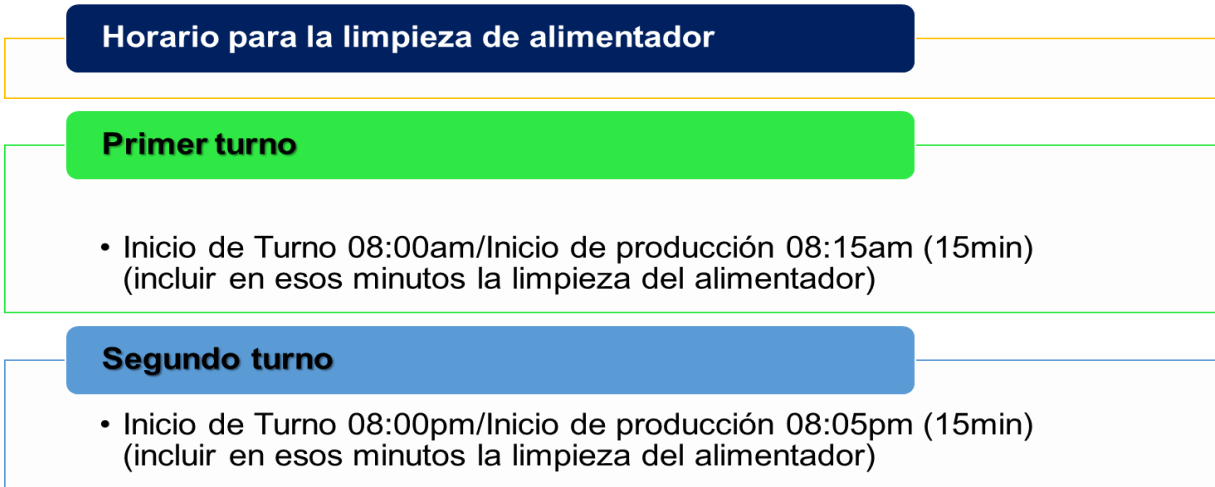 Horario para la limpieza de alimentador
Primer turno
• Inicio de Turno 08:00am/Inicio de producción 08:15am (15min)
(incluir en esos minutos la limpieza del alimentador)
Segundo turno
• Inicio de Turno 08:00pm/Inicio de producción 08:05pm (15min)
(incluir en esos minutos la limpieza del alimentador)